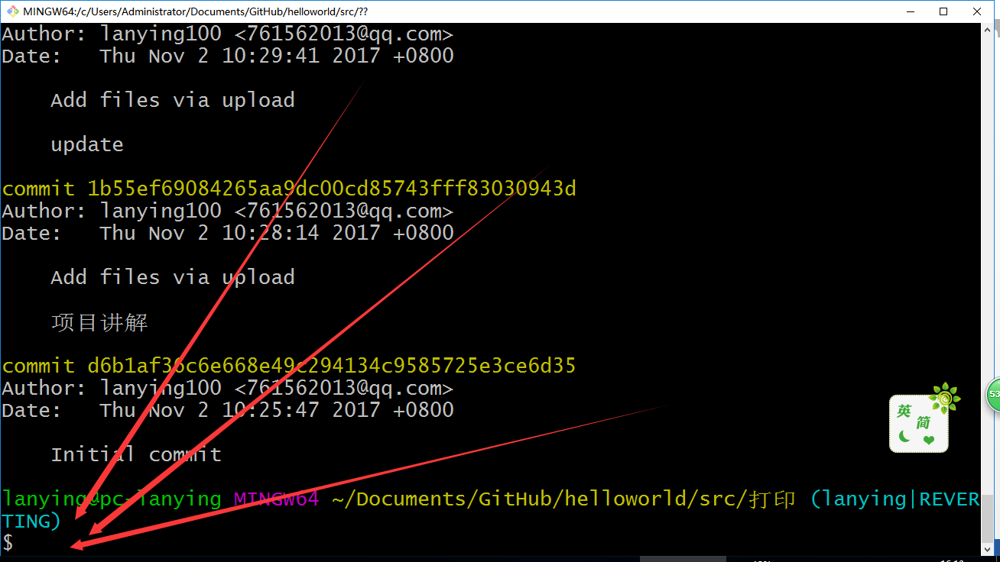 MINGW64:/c/Users/Administrator/Documents/GitHub/helloworld/src/??
Author: lanying100 <761562013@qq.com>
Date:   Thu Nov 2 10:29:41 2017 +0800
Add files via upload
update
commit 1b55ef69084265aa9dc00cd85743fff83030943d
Author: lanying100 <761562013@qq.com>
Date:   Thu Nov 2 10:28:14 2017 +0800
Add files via upload
项目讲解
commit d6b1af36c6e668e49c294134c9585725e3ce6d35
Author: lanying100 <761562013@qq.com>
Date:   Thu Nov 2 10:25:47 2017 +0800
Initial commit
英
简
53
lanying@pc-lanying MINGW64 ~/Documents/GitHub/helloworld/src/打印 (lanying|REVER
TING)
$